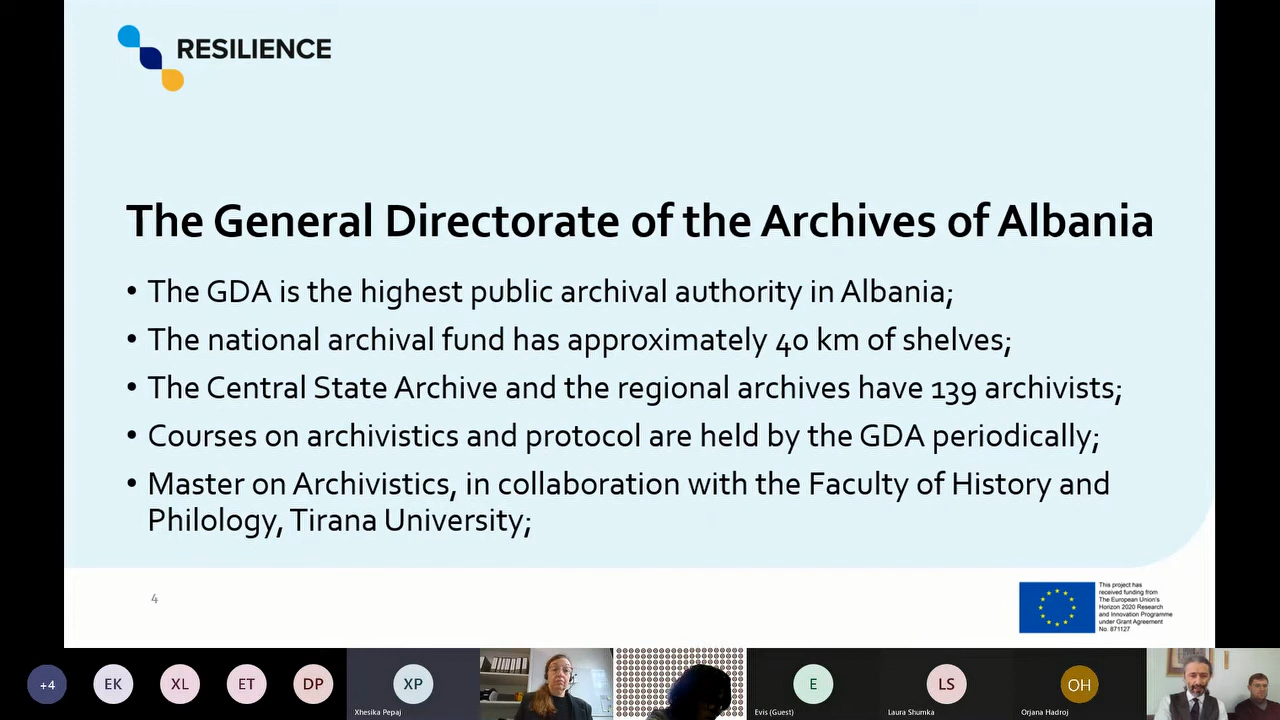 RESILIENCE
The General Directorate of the Archives of Albania
• The GDA is the highest public archival authority in Albania;
• The national archival fund has approximately 40 km of shelves;
• The Central State Archive and the regional archives have 139 archivists;
• Courses on archivistics and protocol are held by the GDA periodically;
• Master on Archivistics, in collaboration with the Faculty of History and
Philology, Tirana University;
4
This project has
received funding from
The European Union's
Horizon 2020 Research
and Innovation Programme
under Grant Agreement
No. 871127
+4
EK
XL
ET
DP
XP
Xhesika Pepaj
E
Evis (Guest)
LS
Laura Shumka
OH
Orjana Hadroj